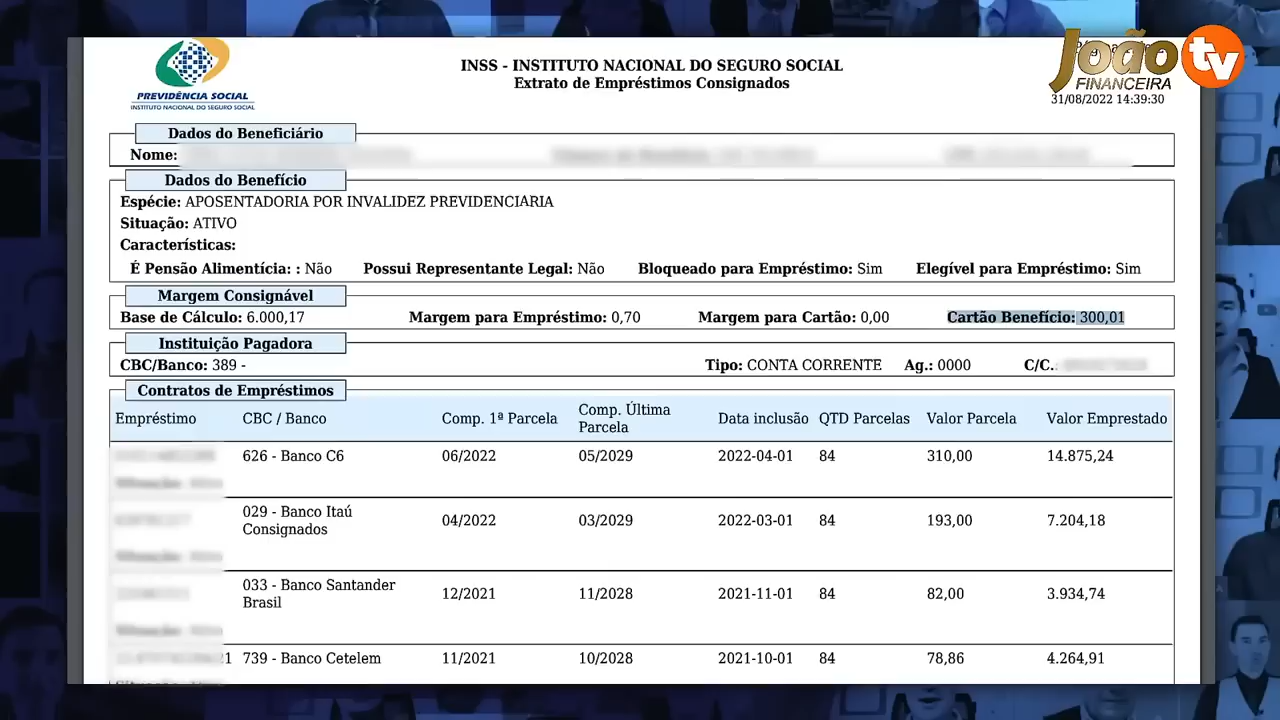 João
tv
FINANCEIRA
PREVIDÊNCIA SOCIAL
INSTITUTO NACIONAL DO SEGURO SOCIAL
INSS - INSTITUTO NACIONAL DO SEGURO SOCIAL
Extrato de Empréstimos Consignados
31/08/2022 14:39:30
Dados do Beneficiário
Nome:
Dados do Benefício
Espécie: APOSENTADORIA POR INVALIDEZ PREVIDENCIARIA
Situação: ATIVO
Características:
É Pensão Alimentícia: : Não Possui Representante Legal: Não Bloqueado para Empréstimo: Sim Elegível para Empréstimo: Sim
Margem Consignável
Base de Cálculo: 6.000,17 Margem para Empréstimo: 0,70 Margem para Cartão: 0,00 Cartão Benefício: 300,01
Instituição Pagadora
CBC/Banco: 389 - Tipo: CONTA CORRENTE Ag.: 0000 C/C.:
Contratos de Empréstimos
Empréstimo CBC / Banco Comp. 1ª Parcela Comp. Última Parcela Data inclusão QTD Parcelas Valor Parcela Valor Emprestado
626 - Banco C6 06/2022 05/2029 2022-04-01 84 310,00 14.875,24
029 - Banco Itaú Consignados 04/2022 03/2029 2022-03-01 84 193,00 7.204,18
033 - Banco Santander Brasil 12/2021 11/2028 2021-11-01 84 82,00 3.934,74
739 - Banco Cetelem 11/2021 10/2028 2021-10-01 84 78,86 4.264,91